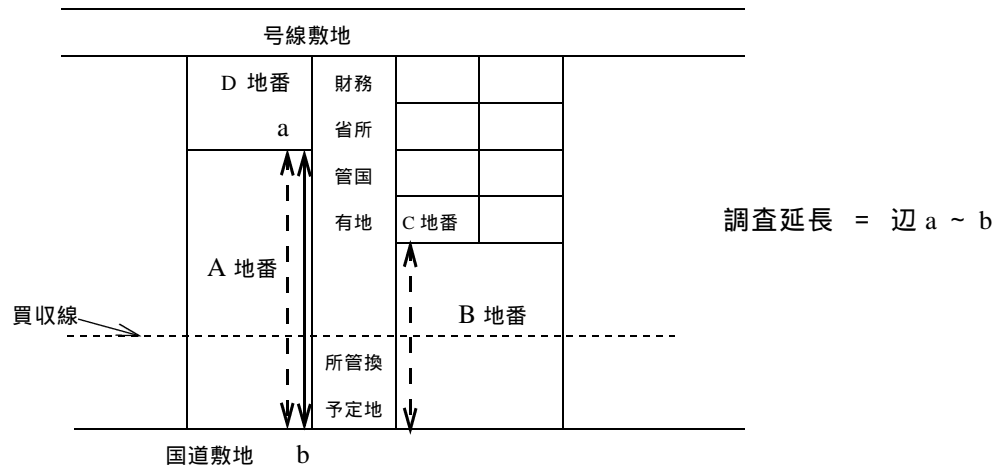 号線敷地
D 地番
財務
a
省所
管国
有地
C 地番
調査延長 = 辺 a ~ b
A 地番
買収線
B 地番
所管換
予定地
国道敷地
b